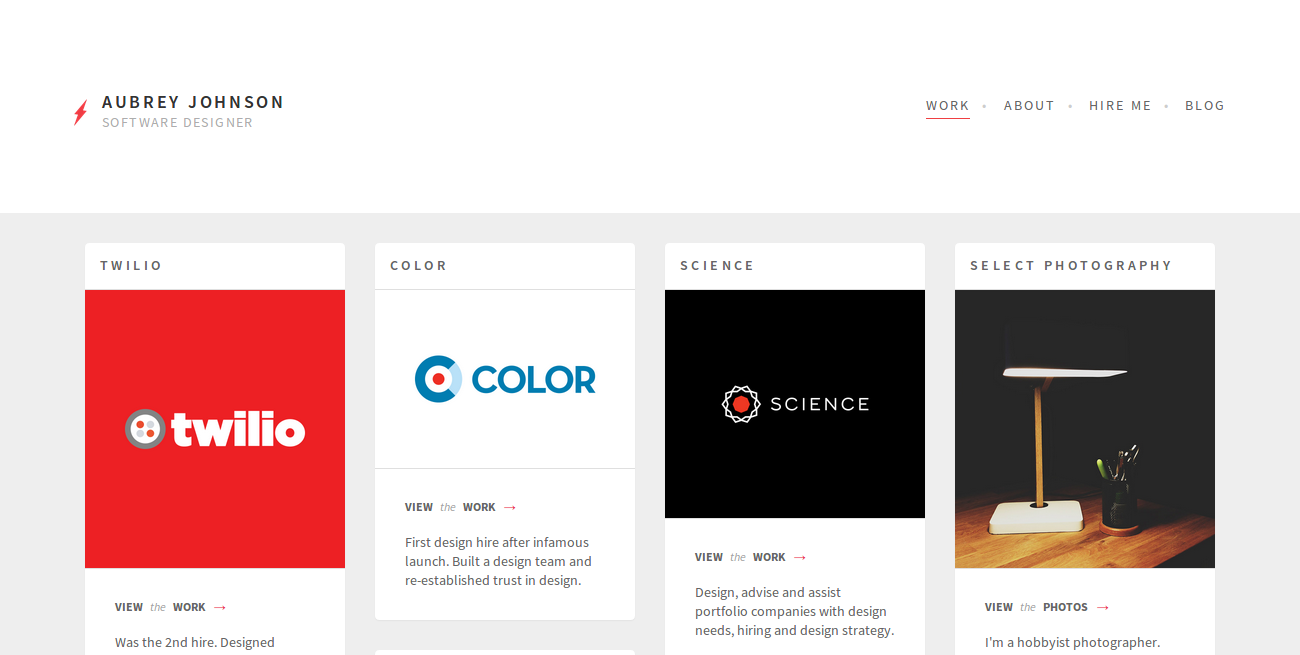 AUBREY JOHNSON
SOFTWARE DESIGNER
WORK • ABOUT • HIRE ME • BLOG
TWILIO
twilio
VIEW the WORK →
Was the 2nd hire. Designed
COLOR
COLOR
VIEW the WORK →
First design hire after infamous
launch. Built a design team and
re-established trust in design.
SCIENCE
SCIENCE
VIEW the WORK →
Design, advise and assist
portfolio companies with design
needs, hiring and design strategy.
SELECT PHOTOGRAPHY
VIEW the PHOTOS →
I'm a hobbyist photographer.